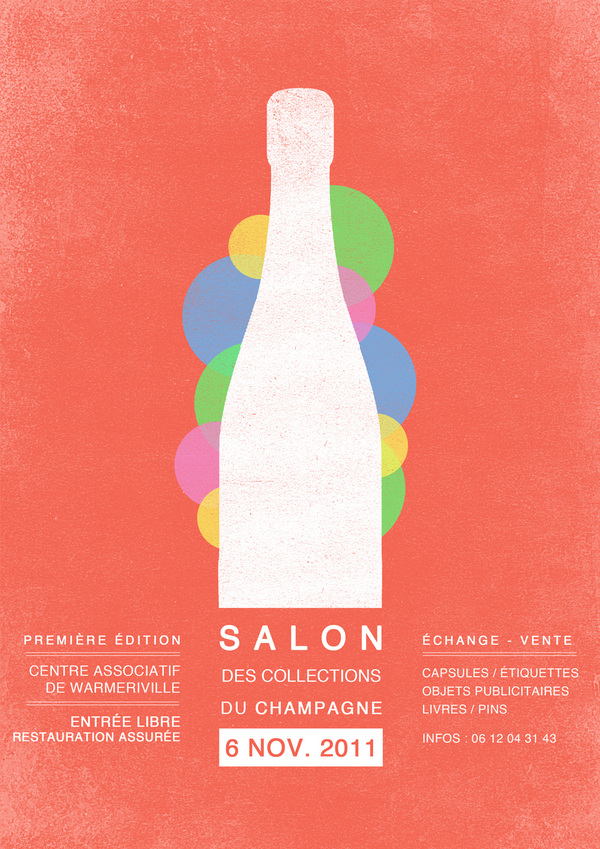 SALON
DES COLLECTIONS
DU CHAMPAGNE
6 NOV. 2011
PREMIÈRE ÉDITION
CENTRE ASSOCIATIF
DE WARMERIVILLE
ENTRÉE LIBRE
RESTAURATION ASSURÉE
ÉCHANGE - VENTE
CAPSULES / ÉTIQUETTES
OBJETS PUBLICITAIRES
LIVRES / PINS
INFOS : 06 12 04 31 43